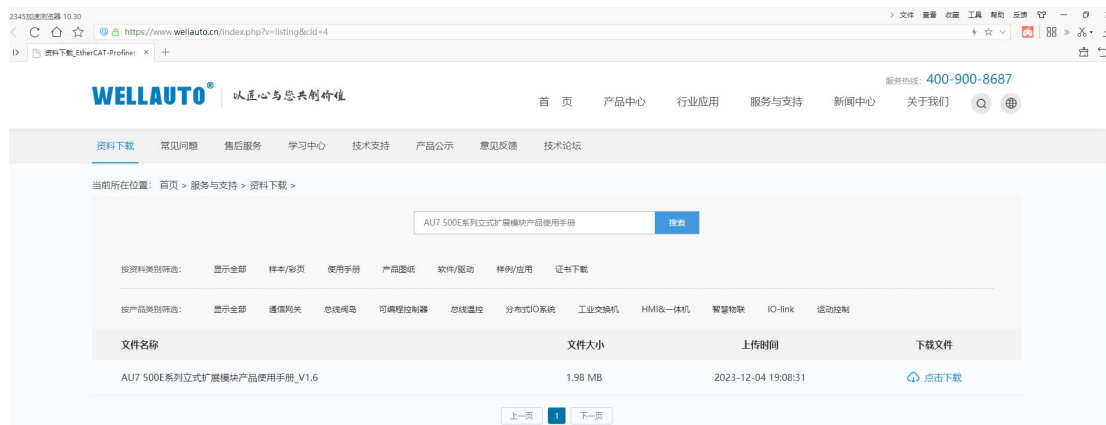 2345加速浏览器 10.30
文件 查看 收藏 工具 帮助 反馈
https://www.wellauto.cn/index.php?v=listing&cid=4
资料下载_EtherCAT-Profinet
WELLAUTO® 以匠心与您共创价值
服务热线: 400-900-8687
首 页 产品中心 行业应用 服务与支持 新闻中心 关于我们
资料下载 常见问题 售后服务 学习中心 技术支持 产品公示 意见反馈 技术论坛
当前所在位置: 首页 > 服务与支持 > 资料下载 >
AU7 500E系列立式扩展模块产品使用手册 搜索
按资料类别筛选: 显示全部 样本/彩页 使用手册 产品图纸 软件/驱动 样例/应用 证书下载
按产品类别筛选: 显示全部 通信网关 总线阀岛 可编程控制器 总线温控 分布式IO系统 工业交换机 HMI&一体机 智慧物联 IO-link 运动控制
文件名称 文件大小 上传时间 下载文件
AU7 500E系列立式扩展模块产品使用手册_V1.6 1.98 MB 2023-12-04 19:08:31 点击下载
上一页 1 下一页